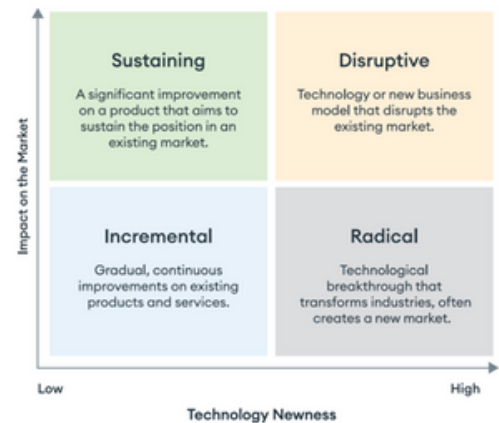 Impact on the Market
Sustaining
A significant improvement
on a product that aims to
sustain the position in an
existing market.
Disruptive
Technology or new business
model that disrupts the
existing market.
Incremental
Gradual, continuous
improvements on existing
products and services.
Radical
Technological
breakthrough that
transforms industries, often
creates a new market.
Low
High
Technology Newness